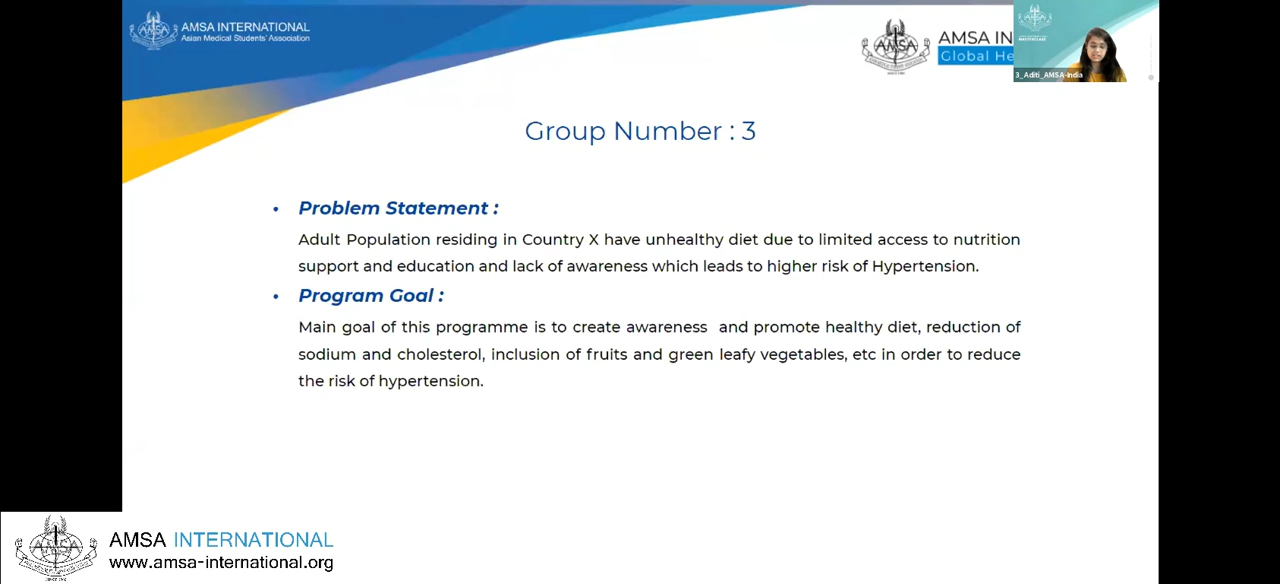 AMSA INTERNATIONAL
Asian Medical Students' Association
AMSA
AMSA IN
Global He
3_Aditi_AMSA-India
Group Number : 3
• Problem Statement :
Adult Population residing in Country X have unhealthy diet due to limited access to nutrition
support and education and lack of awareness which leads to higher risk of Hypertension.
• Program Goal :
Main goal of this programme is to create awareness and promote healthy diet, reduction of
sodium and cholesterol, inclusion of fruits and green leafy vegetables, etc in order to reduce
the risk of hypertension.
AMSA
AMSA INTERNATIONAL
www.amsa-international.org